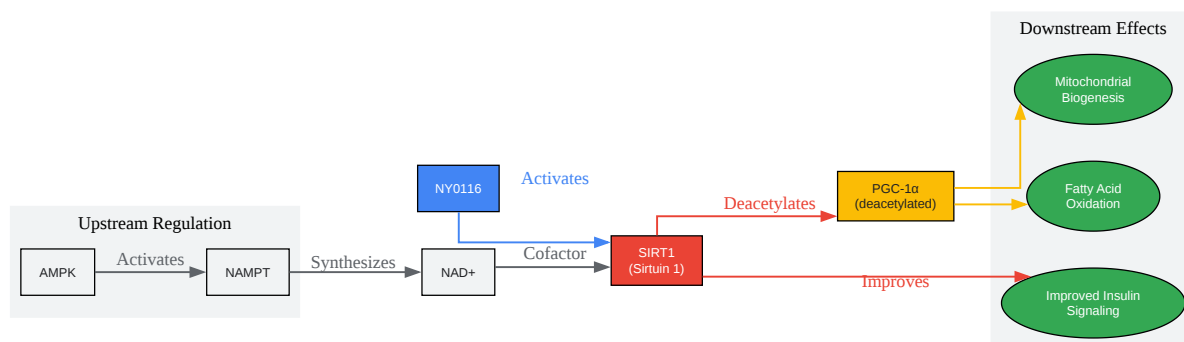 Downstream Effects
Mitochondrial
Biogenesis
NY0116
Activates
PGC-1α
(deacetylated)
Fatty Acid
Oxidation
Deacetylates
Upstream Regulation
AMPK
Activates
NAMPT
Synthesizes
NAD+
Cofactor
SIRT1
(Sirtuin 1)
Improves
Improved Insulin
Signaling